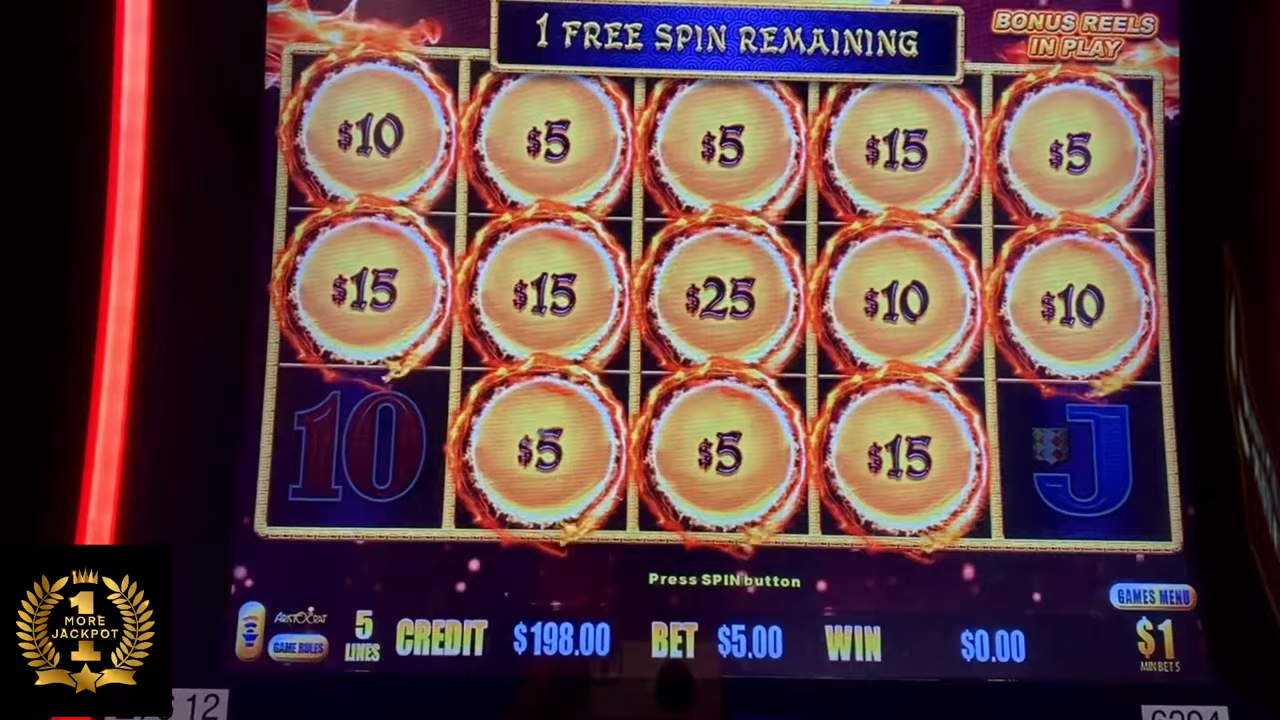 1 FREE SPIN REMAINING
BONUS REELS
IN PLAY
$10 $5 $5 $15 $5
$15 $15 $25 $10 $10
10 $5 $5 $15 J
Press SPIN button
GAMES MENU
ARISTOCRAT
GAME RULES
5
LINES
CREDIT $198.00 BET $5.00 WIN $0.00
$1
MIN BET 5
1
MORE
JACKPOT
12